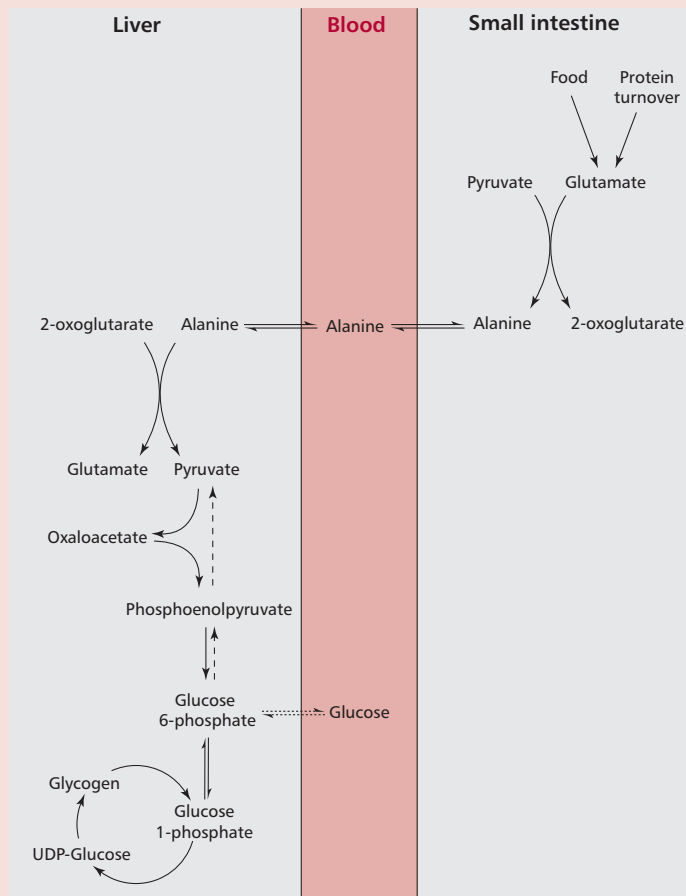 Liver
Blood
Small intestine
Food
Protein
turnover
Pyruvate
Glutamate
2-oxoglutarate
Alanine
Alanine
Alanine
2-oxoglutarate
Glutamate
Pyruvate
Oxaloacetate
Phosphoenolpyruvate
Glucose
6-phosphate
Glucose
Glycogen
Glucose
1-phosphate
UDP-Glucose